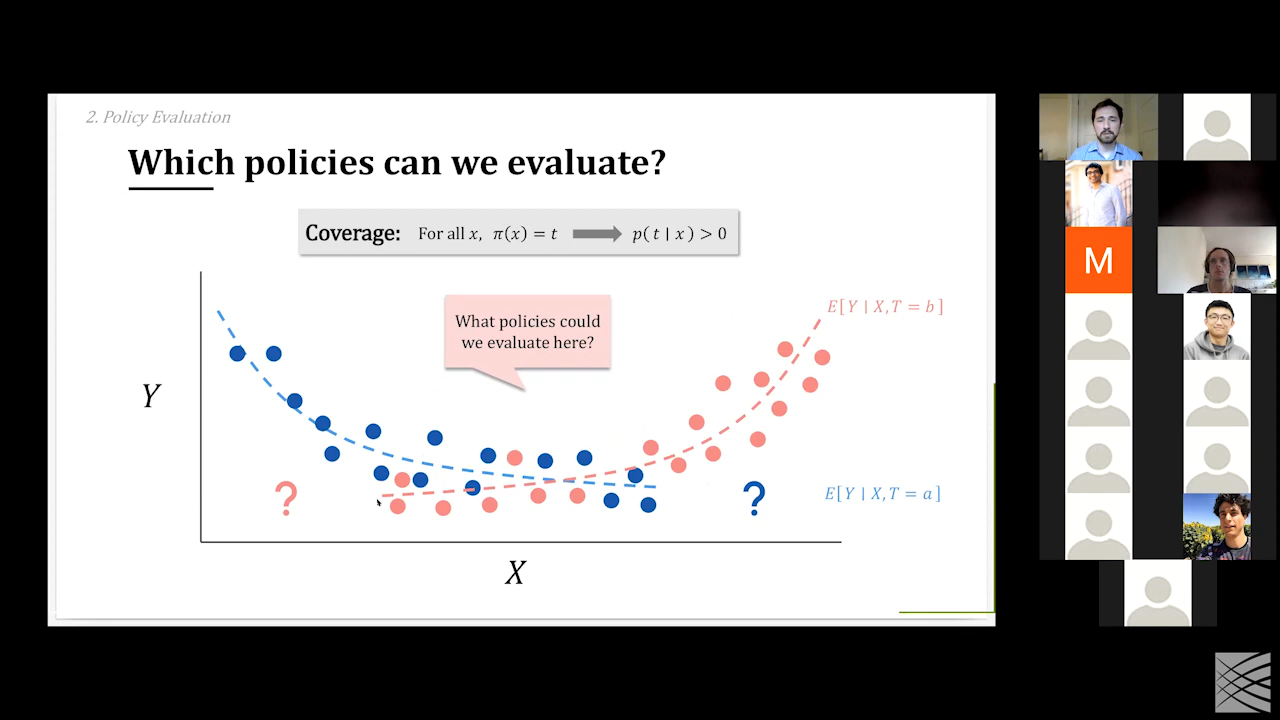 2. Policy Evaluation
Which policies can we evaluate?
Coverage: For all x, π(x) = t ⟶ p( t | x ) > 0
What policies could
we evaluate here?
E[Y | X, T = b]
Y
M
? ?
E[Y | X, T = a]
X